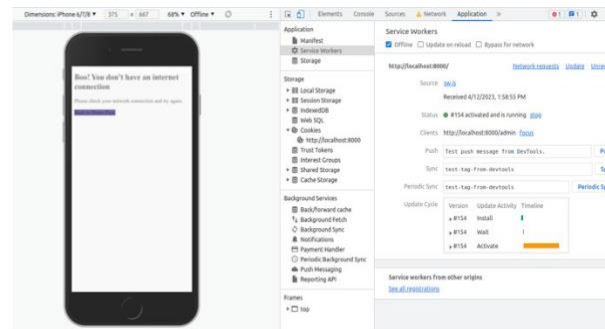 Dimensions: iPhone 6/7/8 ▼ 375 x 667 68% ▼ Offline ▼
Boo! You don't have an internet
connection
Please check your network connection and try again.
Elements Console Sources Network Application » 1 1
Application
Manifest
Service Workers
Storage
Storage
Local Storage
Session Storage
IndexedDB
Web SQL
Cookies
http://localhost:8000
Trust Tokens
Interest Groups
Shared Storage
Cache Storage
Background Services
Back/forward cache
Background Fetch
Background Sync
Notifications
Payment Handler
Periodic Background Sync
Push Messaging
Reporting API
Frames
top
Service Workers
Offline Update on reload Bypass for network
http://localhost:8000/ Network requests Update Unre
Source sw.js
Received 4/12/2023, 1:58:55 PM
Status #154 activated and is running stop
Clients http://localhost:8000/admin focus
Push Test push message from DevTools. P
Sync test-tag-from-devtools S
Periodic Sync test-tag-from-devtools Periodic S
Update Cycle Version Update Activity Timeline
#154 Install
#154 Wait
#154 Activate
Service workers from other origins
See all registrations